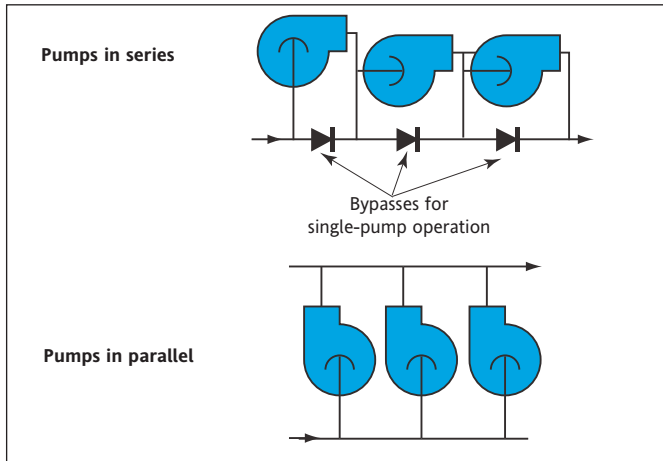 Pumps in series
Bypasses for
single-pump operation
Pumps in parallel